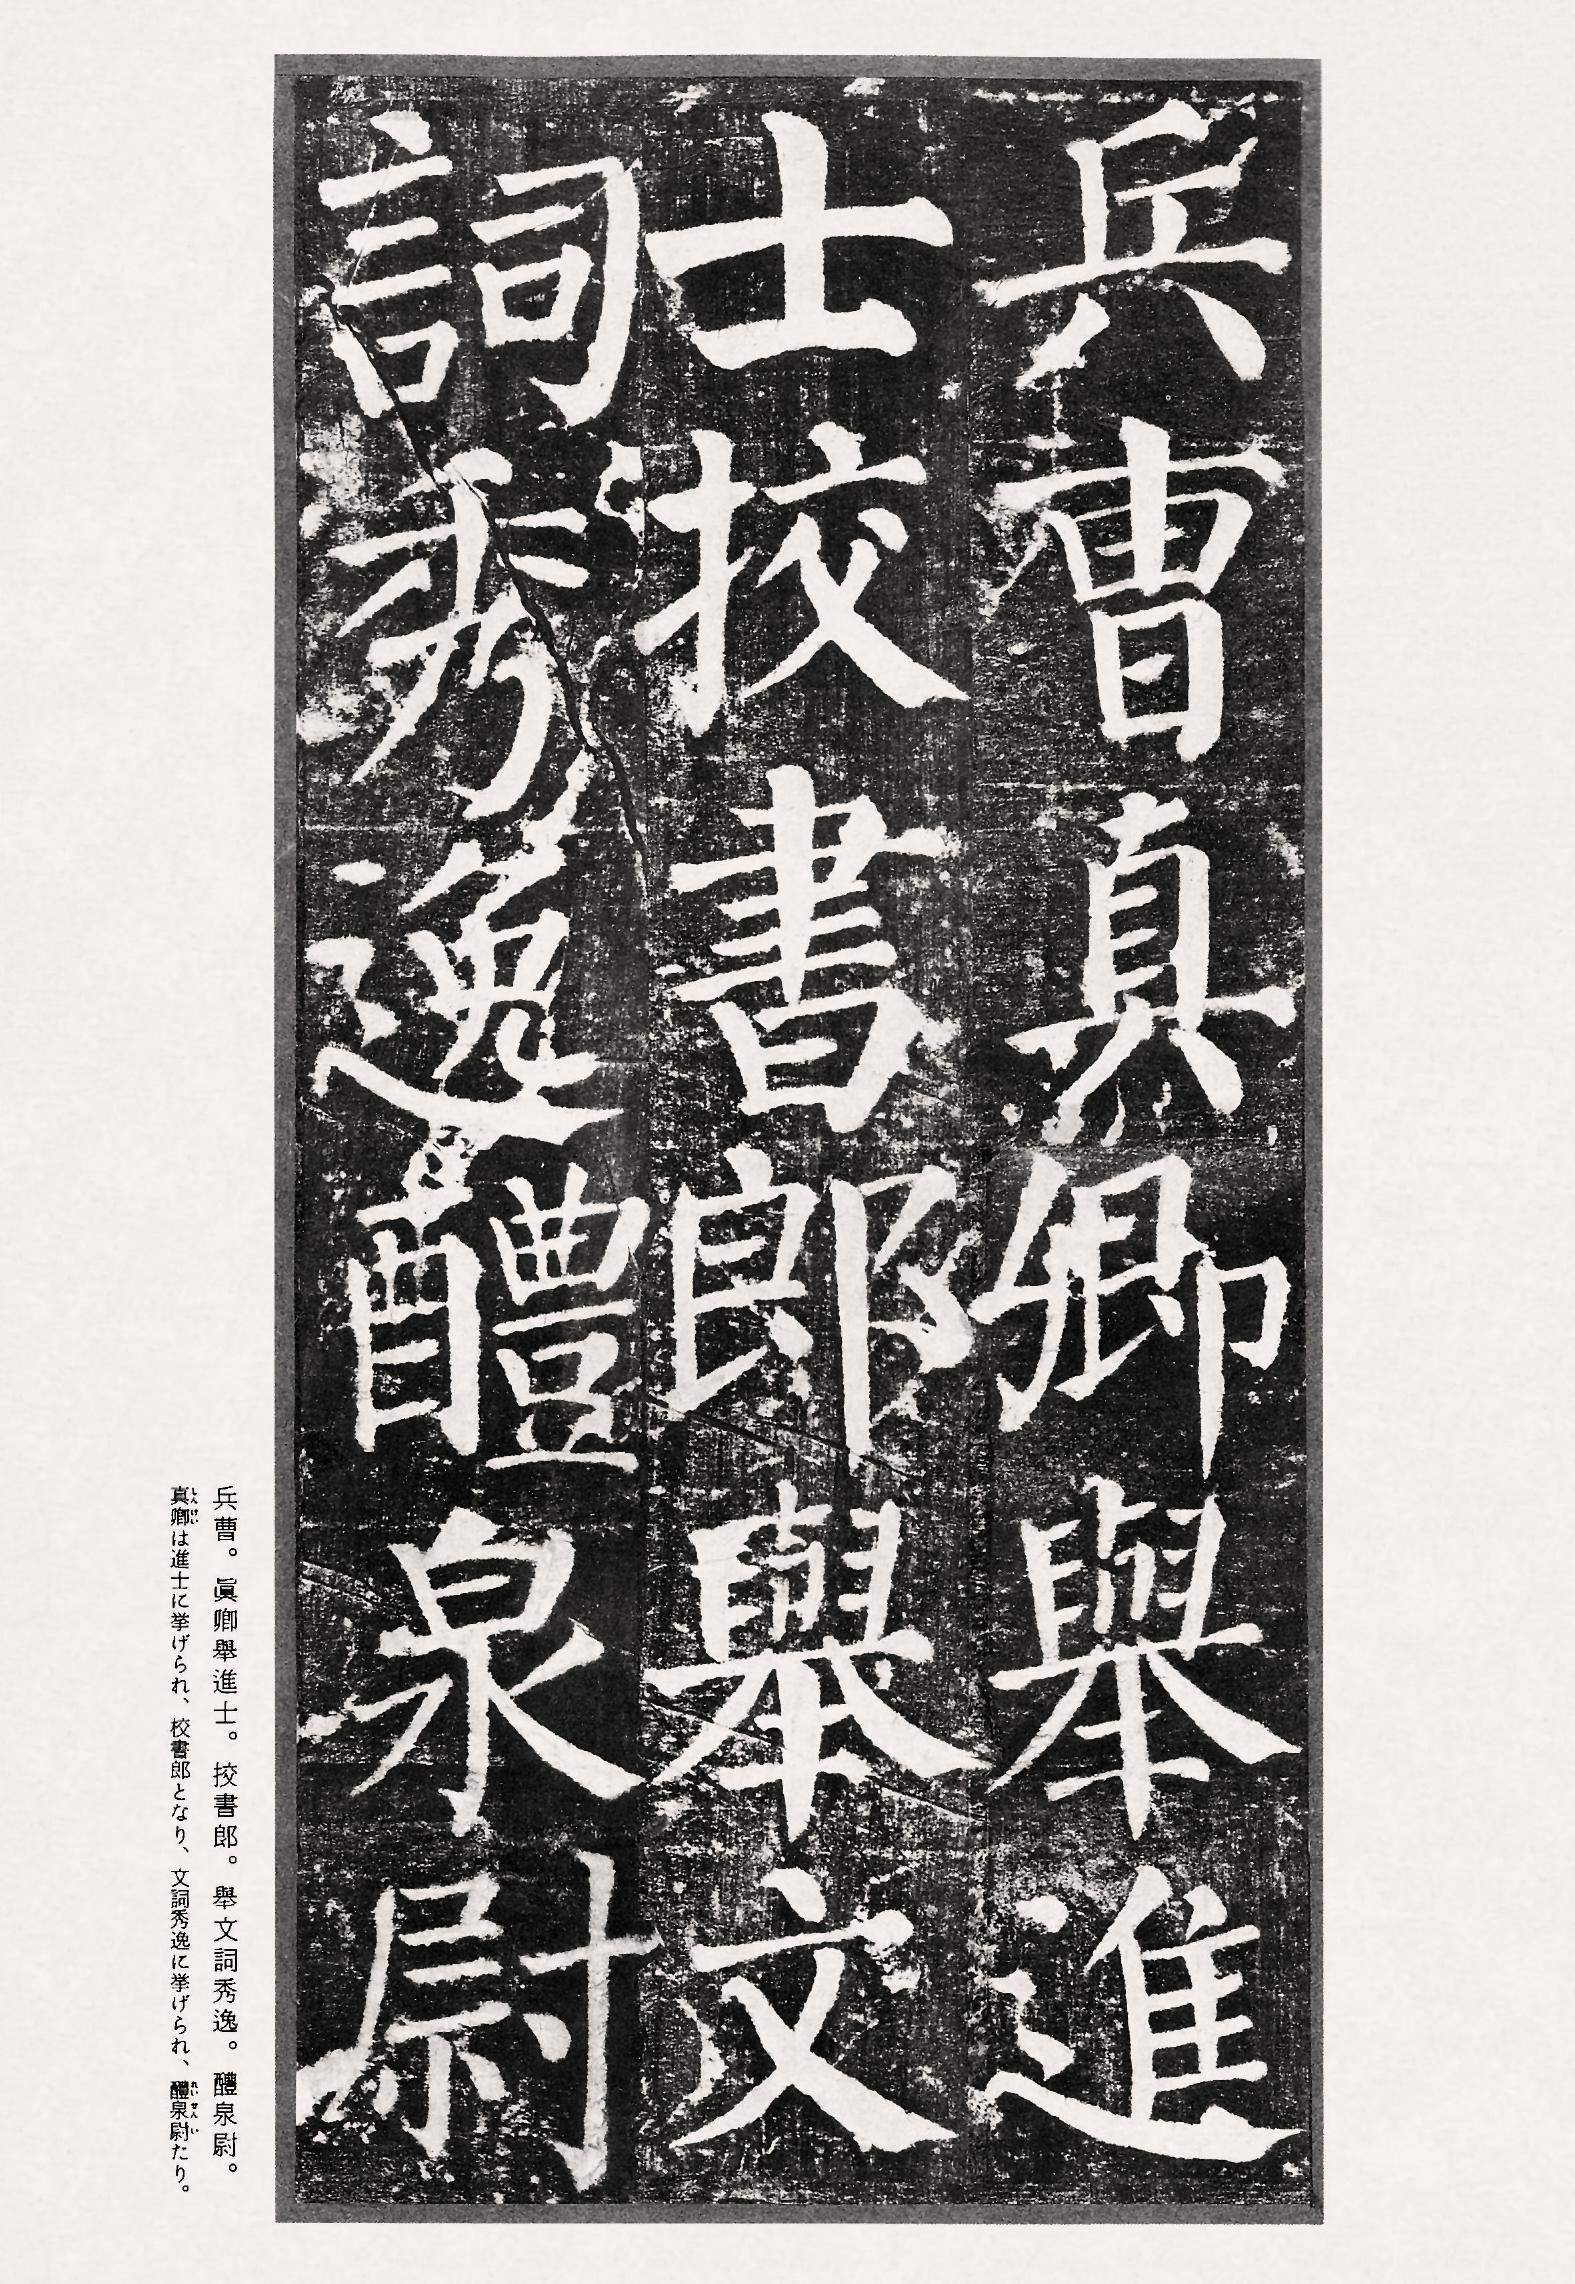 兵曹真卿舉進
士挍書郎舉文
詞秀逸醴泉尉
兵曹。眞卿舉進士。挍書郎。舉文詞秀逸。醴泉尉。
真卿は進士に挙げられ、校書郎となり、文詞秀逸に挙げられ、醴泉尉たり。